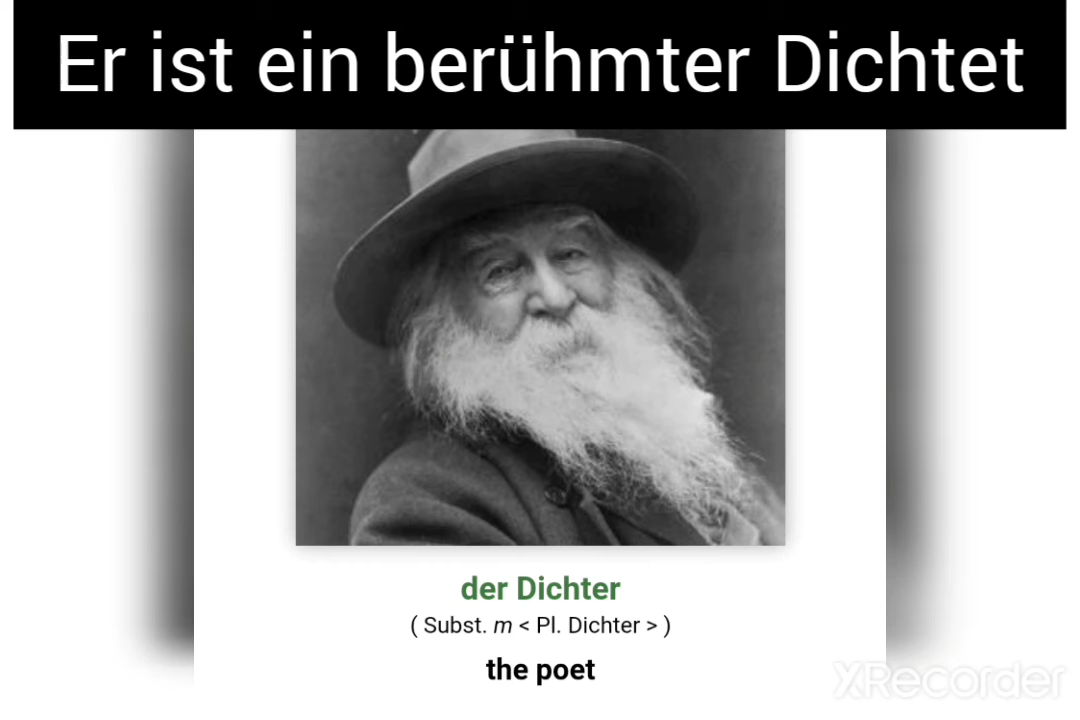 Er ist ein berühmter Dichtet
der Dichter
( Subst. m < Pl. Dichter > )
the poet
XRecorder